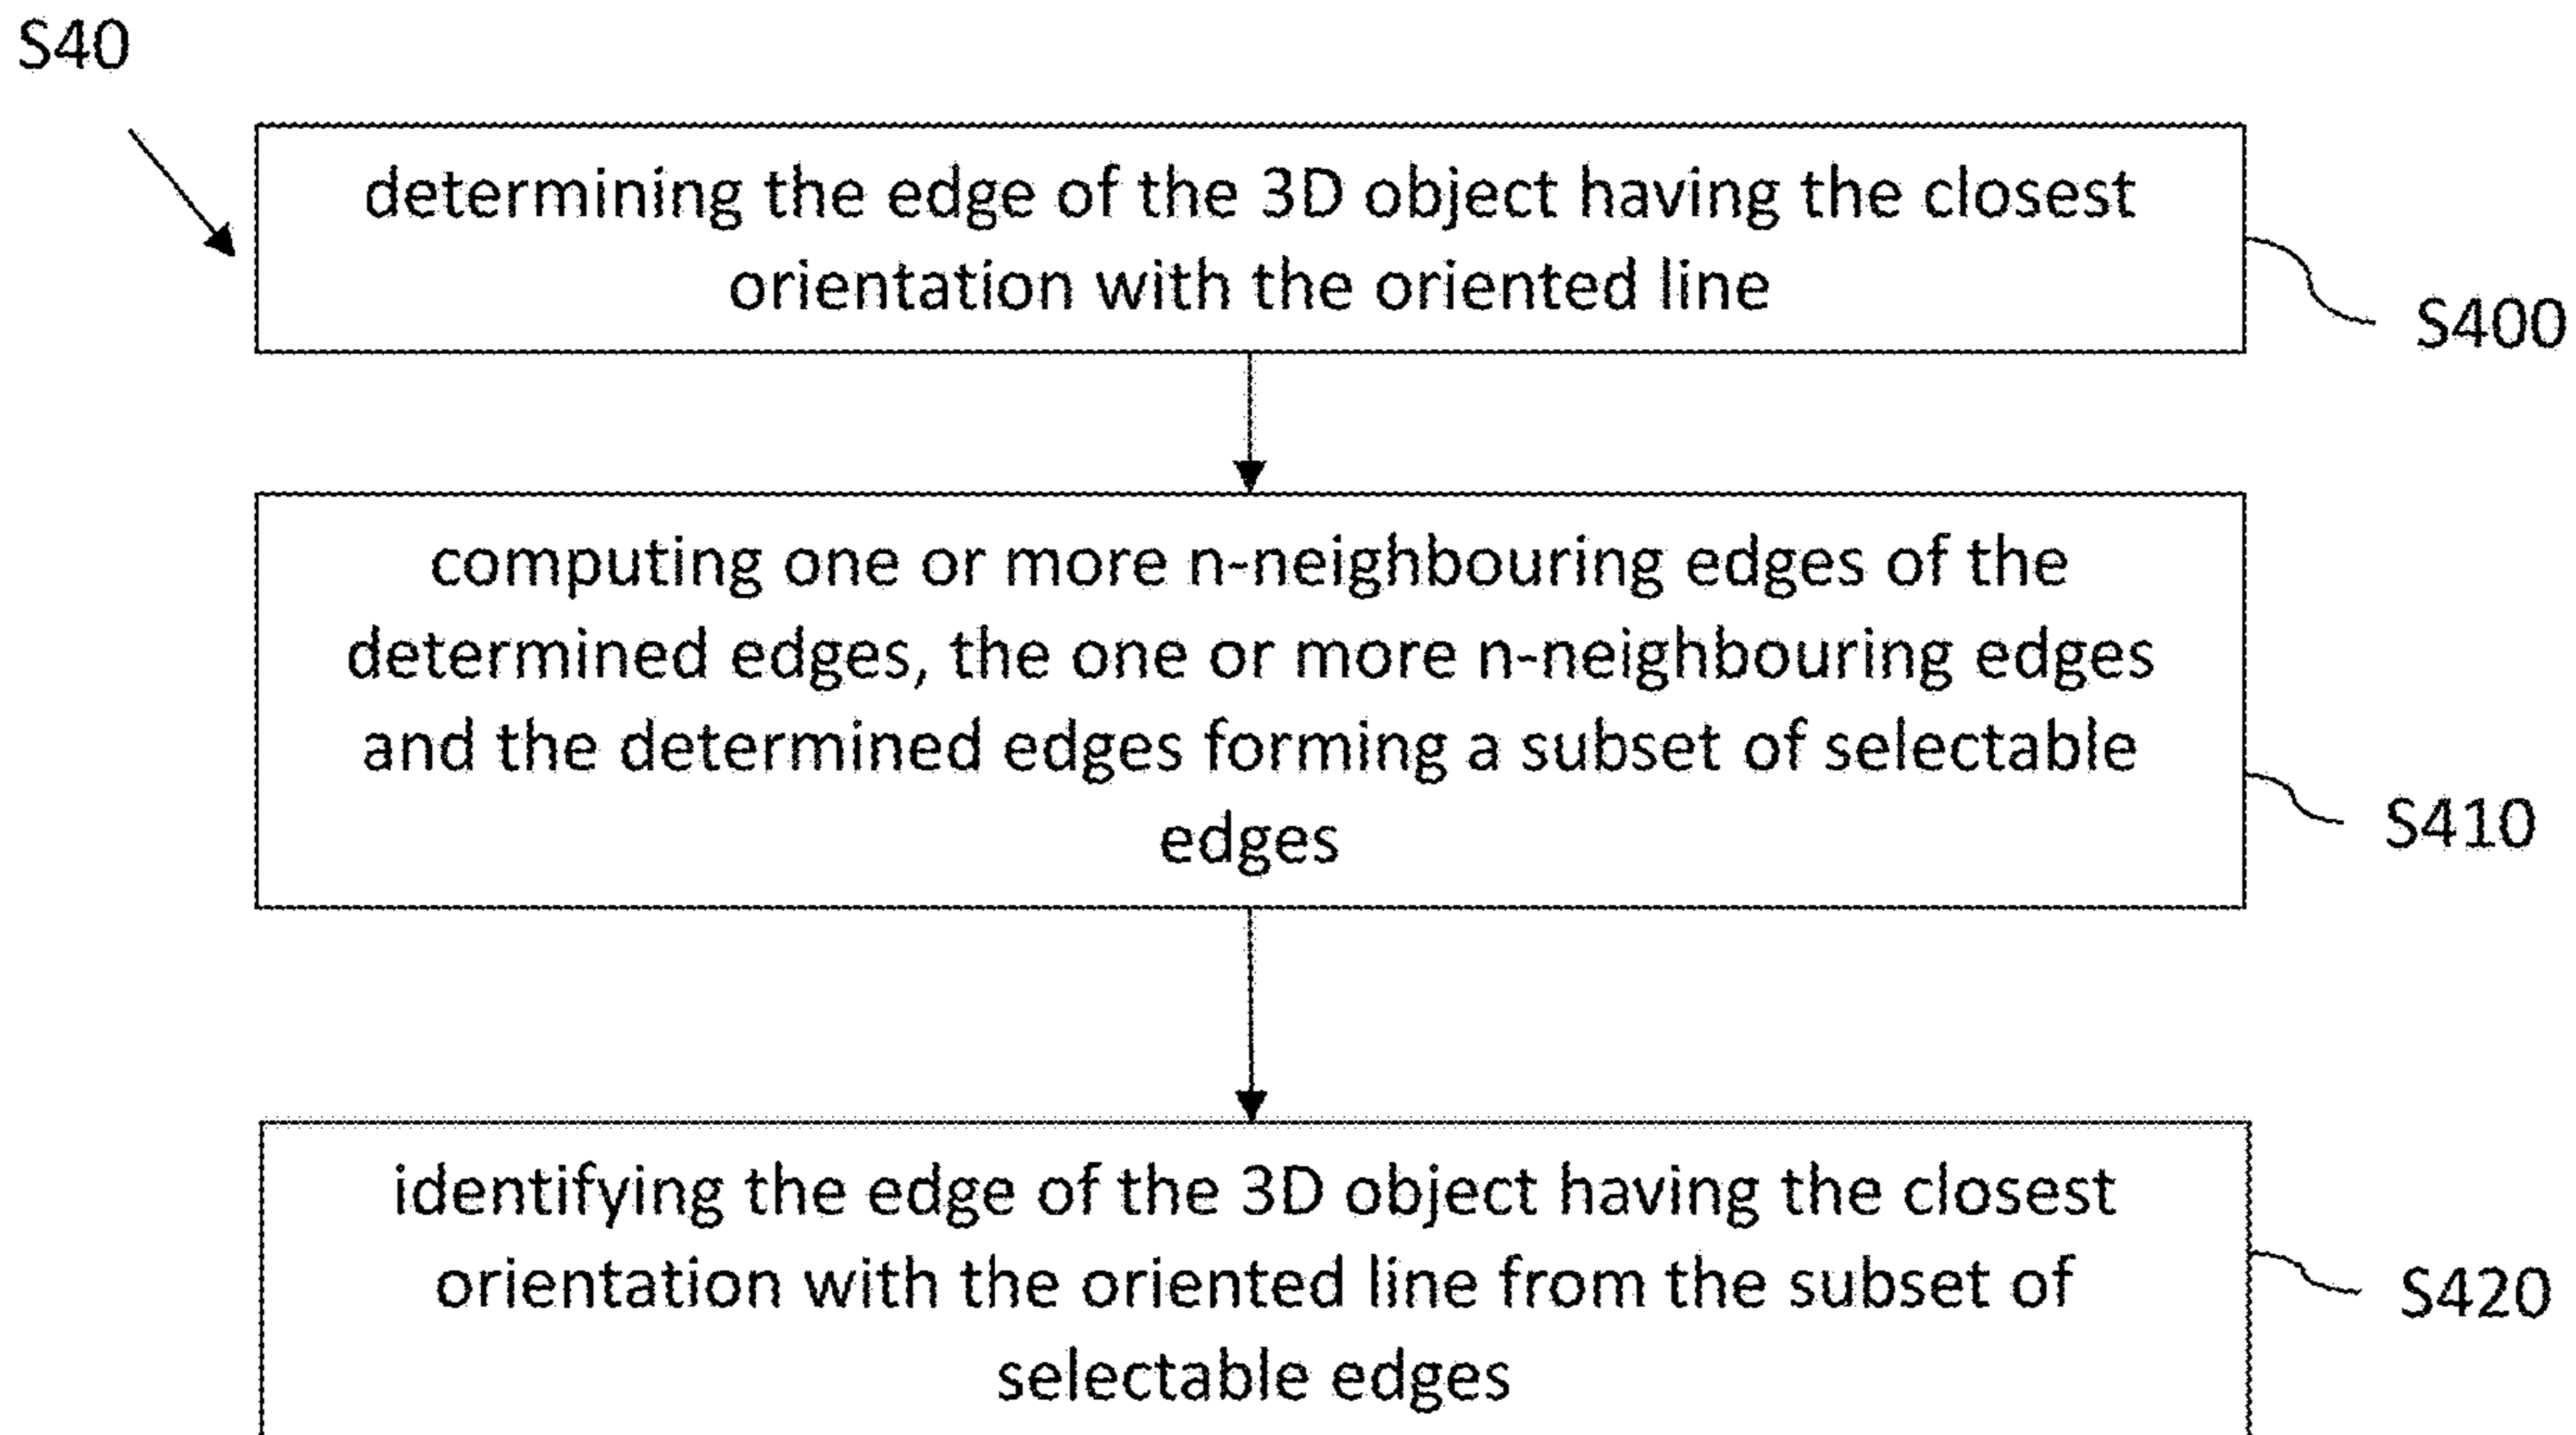 S40
determining the edge of the 3D object having the closest
orientation with the oriented line
S400
computing one or more n-neighbouring edges of the
determined edges, the one or more n-neighbouring edges
and the determined edges forming a subset of selectable
edges
S410
identifying the edge of the 3D object having the closest
orientation with the oriented line from the subset of
selectable edges
S420